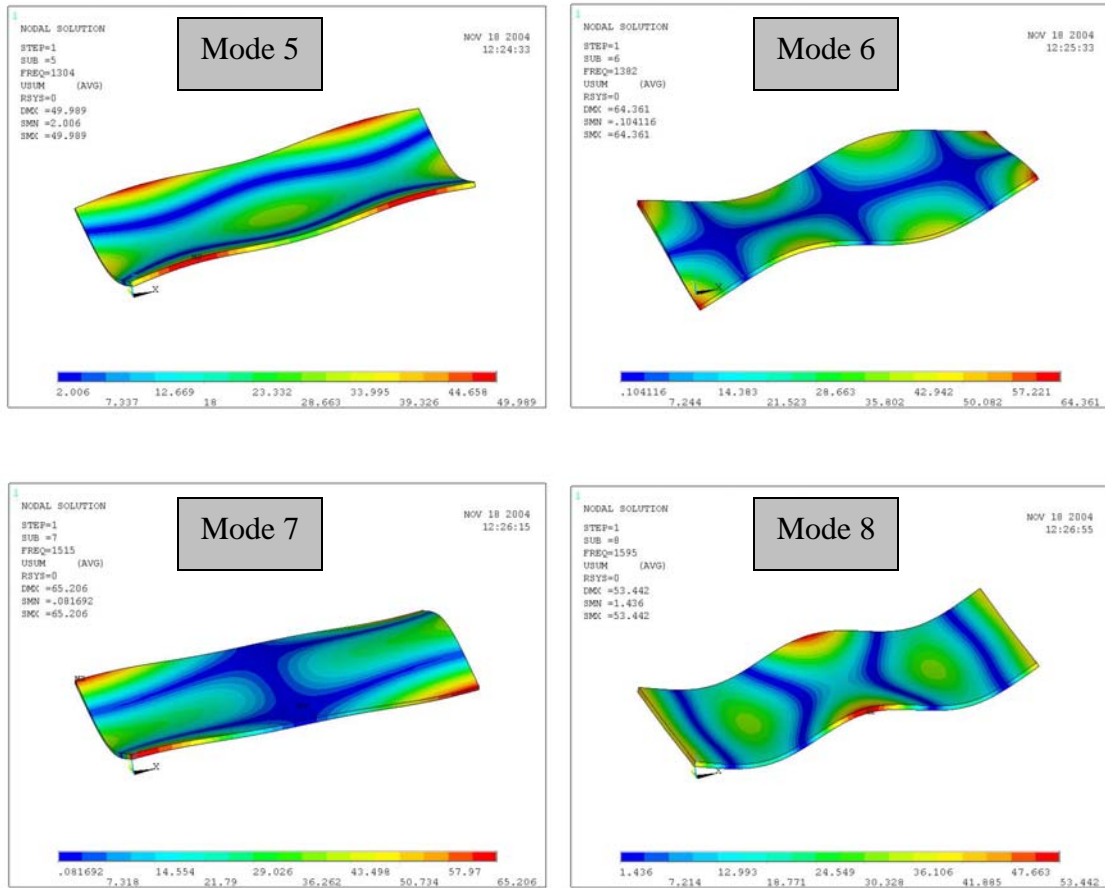 1
NODAL SOLUTION
STEP=1
SUB =5
FREQ=1304
USUM (AVG)
RSYS=0
DMX =49.989
SMN =2.006
SMX =49.989
Mode 5
NOV 18 2004
12:24:33
X
2.006 12.669 23.332 33.995 44.658
7.337 18 28.663 39.326 49.989
1
NODAL SOLUTION
STEP=1
SUB =6
FREQ=1382
USUM (AVG)
RSYS=0
DMX =64.361
SMN =.104116
SMX =64.361
Mode 6
NOV 18 2004
12:25:33
X
.104116 14.383 28.663 42.942 57.221
7.244 21.523 35.802 50.082 64.361
1
NODAL SOLUTION
STEP=1
SUB =7
FREQ=1515
USUM (AVG)
RSYS=0
DMX =65.206
SMN =.081692
SMX =65.206
Mode 7
NOV 18 2004
12:26:15
X
.081692 14.554 29.026 43.498 57.97
7.318 21.79 36.262 50.734 65.206
1
NODAL SOLUTION
STEP=1
SUB =8
FREQ=1595
USUM (AVG)
RSYS=0
DMX =53.442
SMN =1.436
SMX =53.442
Mode 8
NOV 18 2004
12:26:55
X
1.436 12.993 24.549 36.106 47.663
7.214 18.771 30.328 41.885 53.442